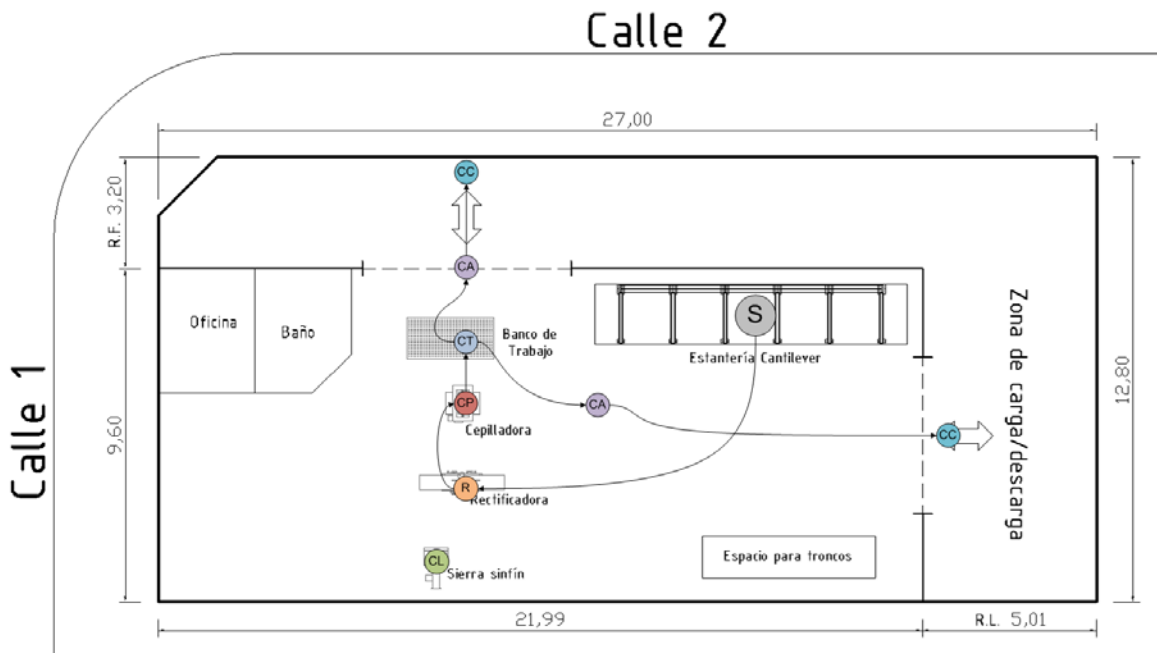 Calle 2
27,00
CC
R.F. 3,20
CA
Oficina
Baño
CT
Banco de
Trabajo
S
Estantería Cantilever
Zona de carga/descarga
12,80
Calle 1
9,60
CP
Cepilladora
CA
CC
R
Rectificadora
CL
Sierra sinfín
Espacio para troncos
21,99
R.L. 5,01